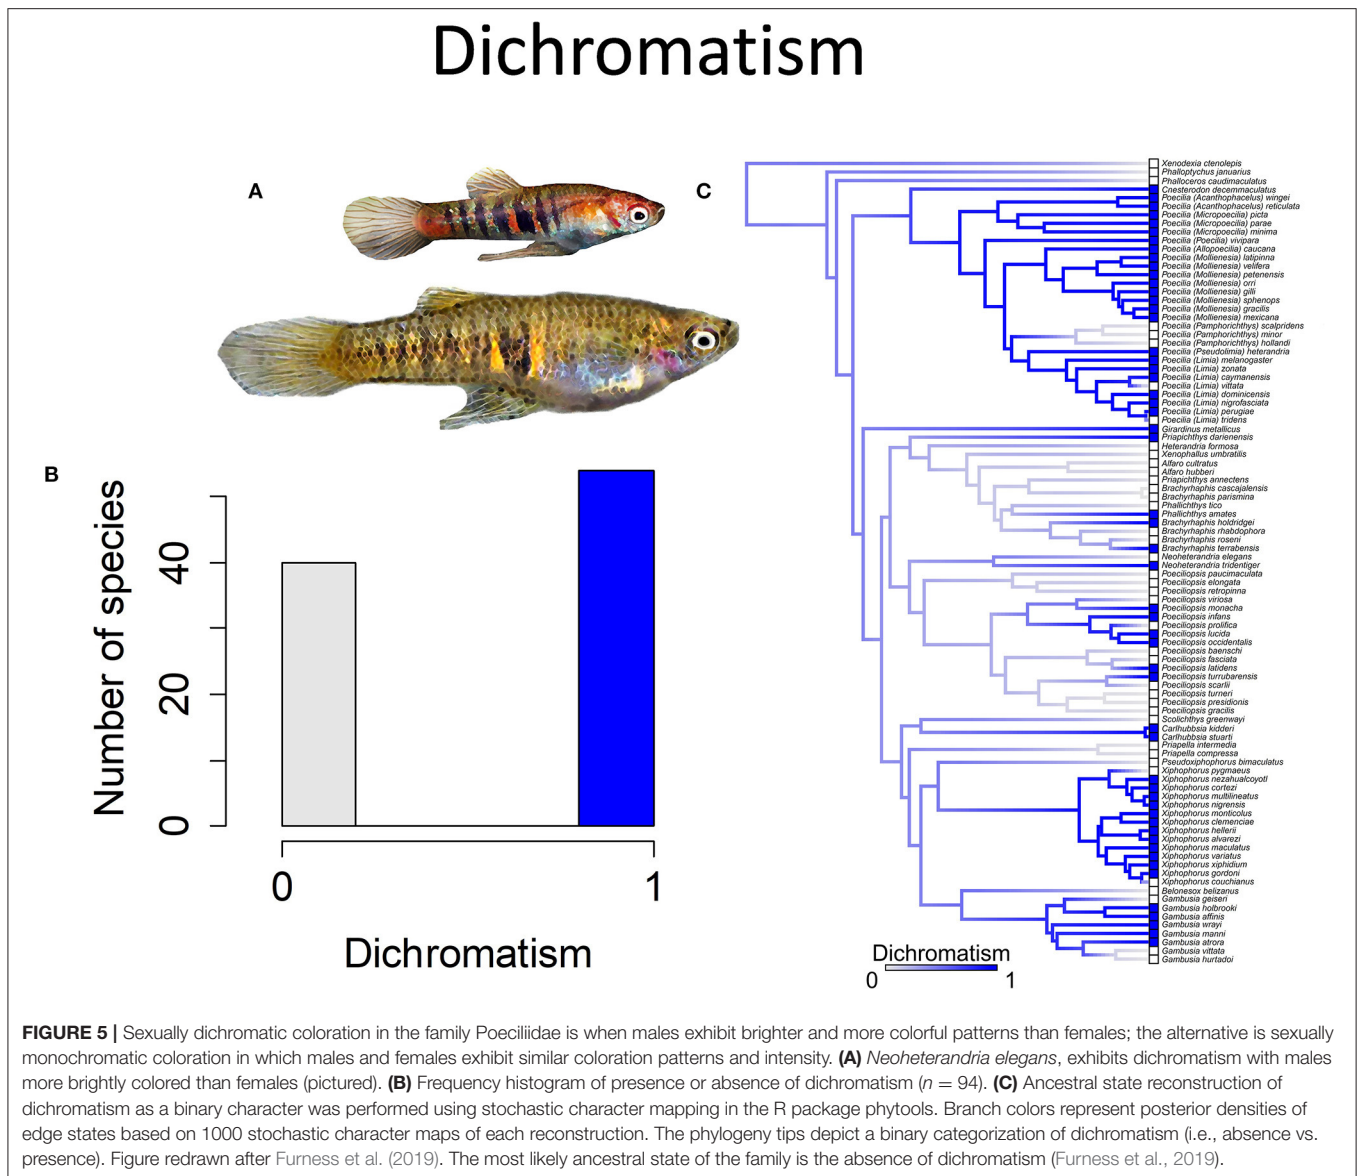 Dichromatism
A
C
B
Number of species
0
20
40
0
1
Dichromatism
Xenodexia ctenolepis
Phalloptychus januarius
Phalloceros caudimaculatus
Cnesterodon decemmaculatus
Poecilia (Acanthophacelus) wingei
Poecilia (Acanthophacelus) reticulata
Poecilia (Micropoecilia) picta
Poecilia (Micropoecilia) parae
Poecilia (Micropoecilia) minima
Poecilia (Poecilia) vivipara
Poecilia (Allopoecilia) caucana
Poecilia (Mollienesia) latipinna
Poecilia (Mollienesia) velifera
Poecilia (Mollienesia) petenensis
Poecilia (Mollienesia) orri
Poecilia (Mollienesia) gilli
Poecilia (Mollienesia) sphenops
Poecilia (Mollienesia) gracilis
Poecilia (Mollienesia) mexicana
Poecilia (Pamphorichthys) scalpridens
Poecilia (Pamphorichthys) minor
Poecilia (Pamphorichthys) hollandi
Poecilia (Pseudolimia) heterandria
Poecilia (Limia) melanogaster
Poecilia (Limia) zonata
Poecilia (Limia) caymanensis
Poecilia (Limia) vittata
Poecilia (Limia) dominicensis
Poecilia (Limia) nigrofasciata
Poecilia (Limia) perugiae
Poecilia (Limia) tridens
Girardinus metallicus
Priapichthys darienensis
Heterandria formosa
Xenophallus umbratilis
Alfaro cultratus
Alfaro hubberi
Priapichthys annectens
Brachyrhaphis cascajalensis
Brachyrhaphis parismina
Phallichthys tico
Phallichthys amates
Brachyrhaphis holdridgei
Brachyrhaphis rhabdophora
Brachyrhaphis roseni
Brachyrhaphis terrabensis
Neoheterandria elegans
Neoheterandria tridentiger
Poeciliopsis paucimaculata
Poeciliopsis elongata
Poeciliopsis retropinna
Poeciliopsis viriosa
Poeciliopsis monacha
Poeciliopsis infans
Poeciliopsis prolifica
Poeciliopsis lucida
Poeciliopsis occidentalis
Poeciliopsis baenschi
Poeciliopsis fasciata
Poeciliopsis latidens
Poeciliopsis turrubarensis
Poeciliopsis scarlii
Poeciliopsis turneri
Poeciliopsis presidionis
Poeciliopsis gracilis
Scolichthys greenwayi
Carlhubbsia kidderi
Carlhubbsia stuarti
Priapella intermedia
Priapella compressa
Pseudoxiphophorus bimaculatus
Xiphophorus pygmaeus
Xiphophorus nezahualcoyotl
Xiphophorus cortezi
Xiphophorus multilineatus
Xiphophorus nigrensis
Xiphophorus monticolus
Xiphophorus clemenciae
Xiphophorus hellerii
Xiphophorus alvarezi
Xiphophorus maculatus
Xiphophorus variatus
Xiphophorus xiphidium
Xiphophorus gordoni
Xiphophorus couchianus
Belonesox belizanus
Gambusia geiseri
Gambusia holbrooki
Gambusia affinis
Gambusia wrayi
Gambusia manni
Gambusia atrora
Gambusia vittata
Gambusia hurtadoi
Dichromatism
0 1
FIGURE 5 | Sexually dichromatic coloration in the family Poeciliidae is when males exhibit brighter and more colorful patterns than females; the alternative is sexually
monochromatic coloration in which males and females exhibit similar coloration patterns and intensity. (A) Neoheterandria elegans, exhibits dichromatism with males
more brightly colored than females (pictured). (B) Frequency histogram of presence or absence of dichromatism (n = 94). (C) Ancestral state reconstruction of
dichromatism as a binary character was performed using stochastic character mapping in the R package phytools. Branch colors represent posterior densities of
edge states based on 1000 stochastic character maps of each reconstruction. The phylogeny tips depict a binary categorization of dichromatism (i.e., absence vs.
presence). Figure redrawn after Furness et al. (2019). The most likely ancestral state of the family is the absence of dichromatism (Furness et al., 2019).